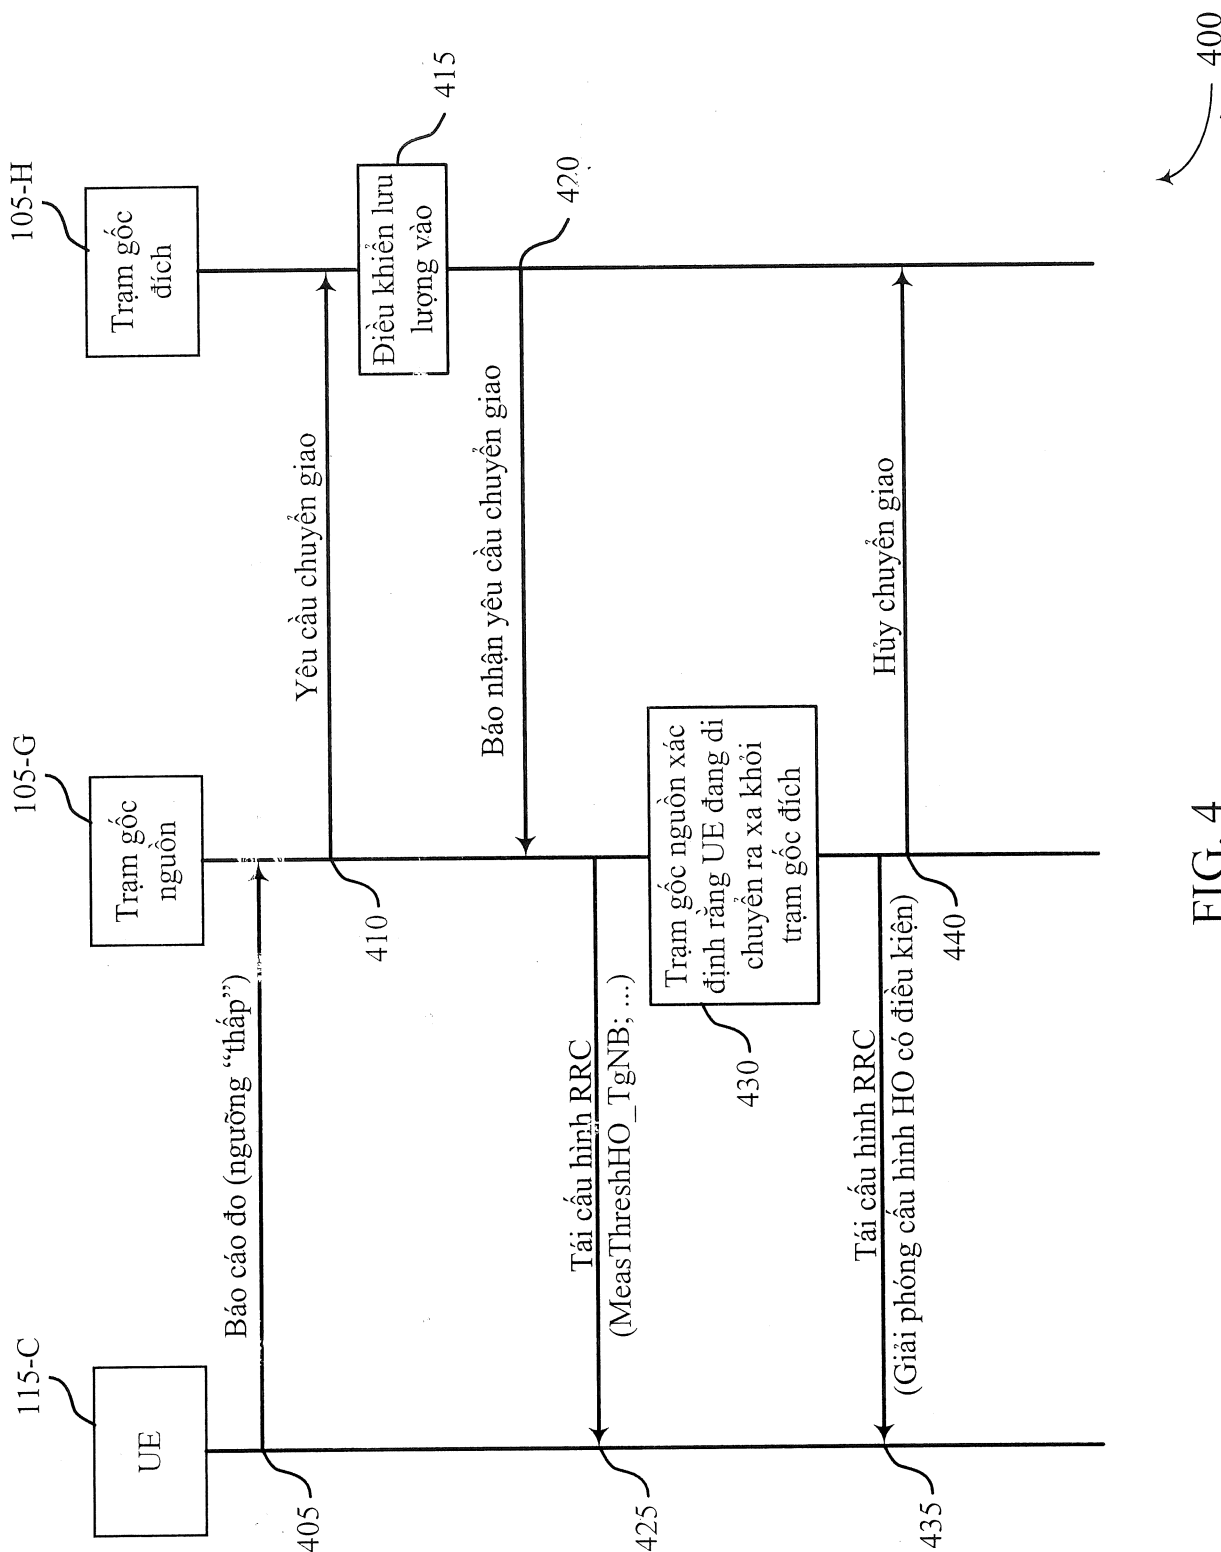 115-C
105-G
105-H
UE
Trạm gốc
nguồn
Trạm gốc
đích
Báo cáo đo (ngưỡng “thấp”)
405
Yêu cầu chuyển giao
410
Điều khiển lưu
lượng vào
415
Báo nhận yêu cầu chuyển giao
420
Tái cấu hình RRC
(MeasThreshHO_TgNB; ...)
425
Trạm gốc nguồn xác
định rằng UE đang di
chuyển ra xa khỏi
trạm gốc đích
430
Tái cấu hình RRC
(Giải phóng cấu hình HO có điều kiện)
435
Hủy chuyển giao
440
400
FIG. 4